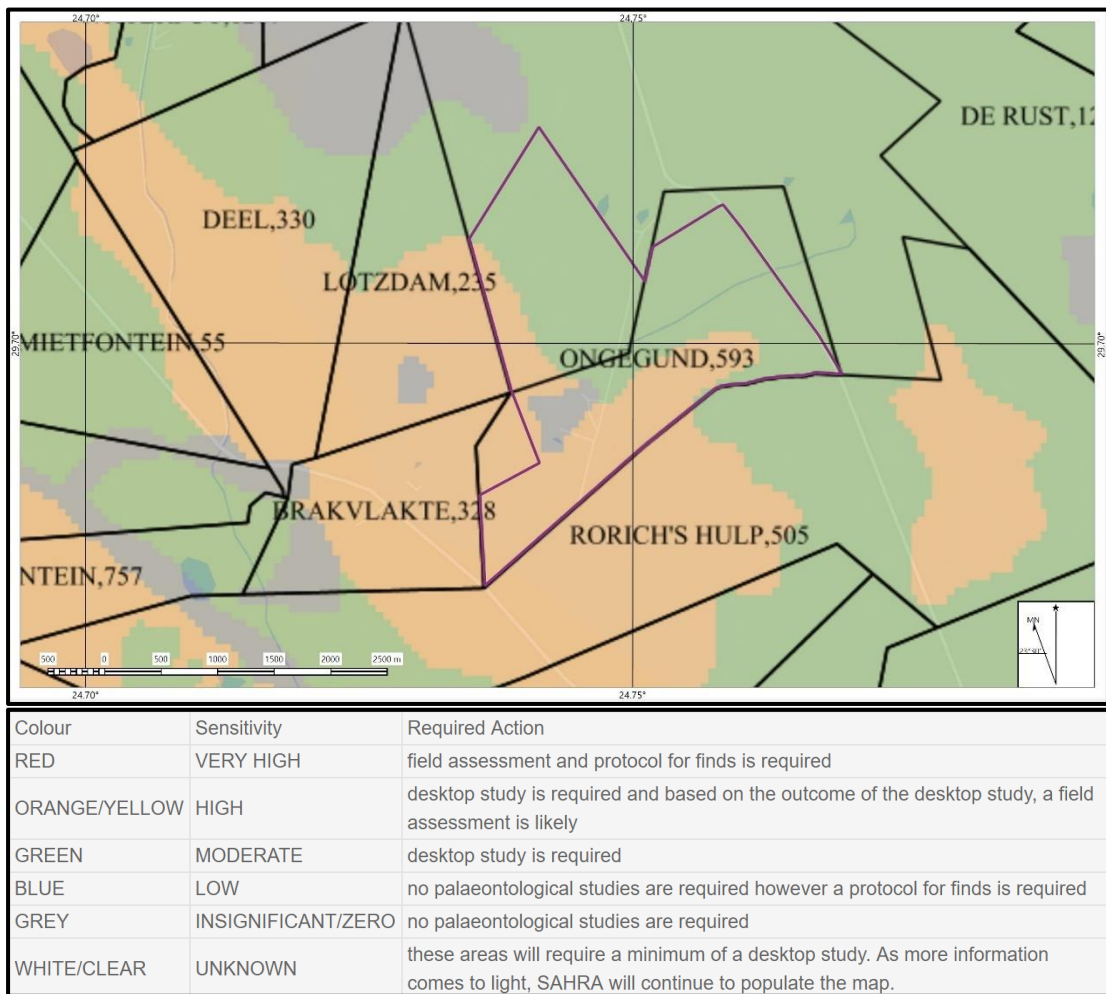 24.70°
24.75°
DE RUST,12
DEEL,330
LOTZDAM,235
29.70°
MIETFONTEIN,55
ONGEGUND,593
29.70°
BRAKVLAKTE,328
RORICH'S HULP,505
NTEIN,757
MN
500 0 500 1000 1500 2000 2500 m
24.70°
24.75°
Colour Sensitivity Required Action
RED VERY HIGH field assessment and protocol for finds is required
ORANGE/YELLOW HIGH desktop study is required and based on the outcome of the desktop study, a field
assessment is likely
GREEN MODERATE desktop study is required
BLUE LOW no palaeontological studies are required however a protocol for finds is required
GREY INSIGNIFICANT/ZERO no palaeontological studies are required
WHITE/CLEAR UNKNOWN these areas will require a minimum of a desktop study. As more information
comes to light, SAHRA will continue to populate the map.